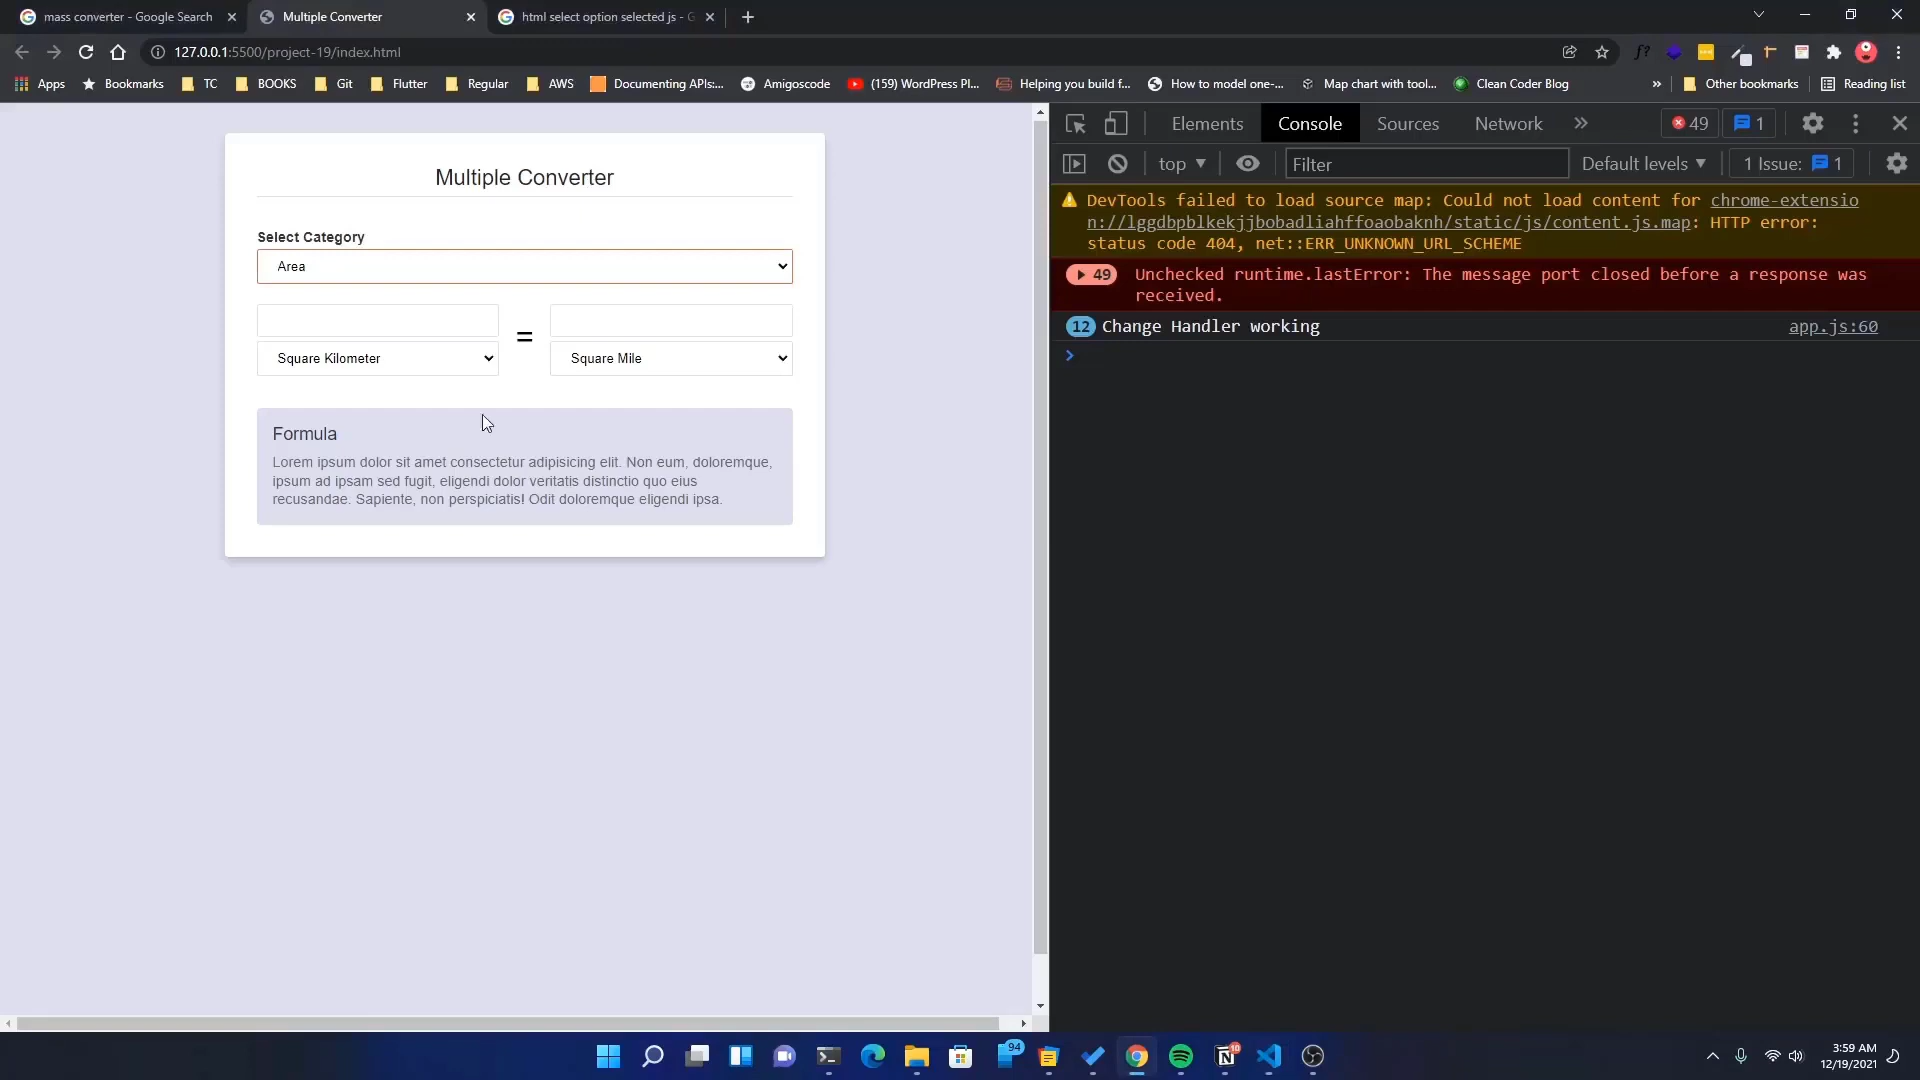 mass converter - Google Search
Multiple Converter
html select option selected js - G
127.0.0.1:5500/project-19/index.html
Apps
Bookmarks
TC
BOOKS
Git
Flutter
Regular
AWS
Documenting APIs:...
Amigoscode
(159) WordPress Pl...
Helping you build f...
How to model one-...
Map chart with tool...
Clean Coder Blog
»
Other bookmarks
Reading list
Multiple Converter
Select Category
Area
=
Square Kilometer
Square Mile
Formula
Lorem ipsum dolor sit amet consectetur adipisicing elit. Non eum, doloremque,
ipsum ad ipsam sed fugit, eligendi dolor veritatis distinctio quo eius
recusandae. Sapiente, non perspiciatis! Odit doloremque eligendi ipsa.
Elements
Console
Sources
Network
»
49
1
top
Filter
Default levels
1 Issue: 1
DevTools failed to load source map: Could not load content for chrome-extensio
n://lggdbpblkekjjbobadliahffoaobaknh/static/js/content.js.map: HTTP error:
status code 404, net::ERR_UNKNOWN_URL_SCHEME
49 Unchecked runtime.lastError: The message port closed before a response was
received.
12 Change Handler working app.js:60
94
10
3:59 AM
12/19/2021